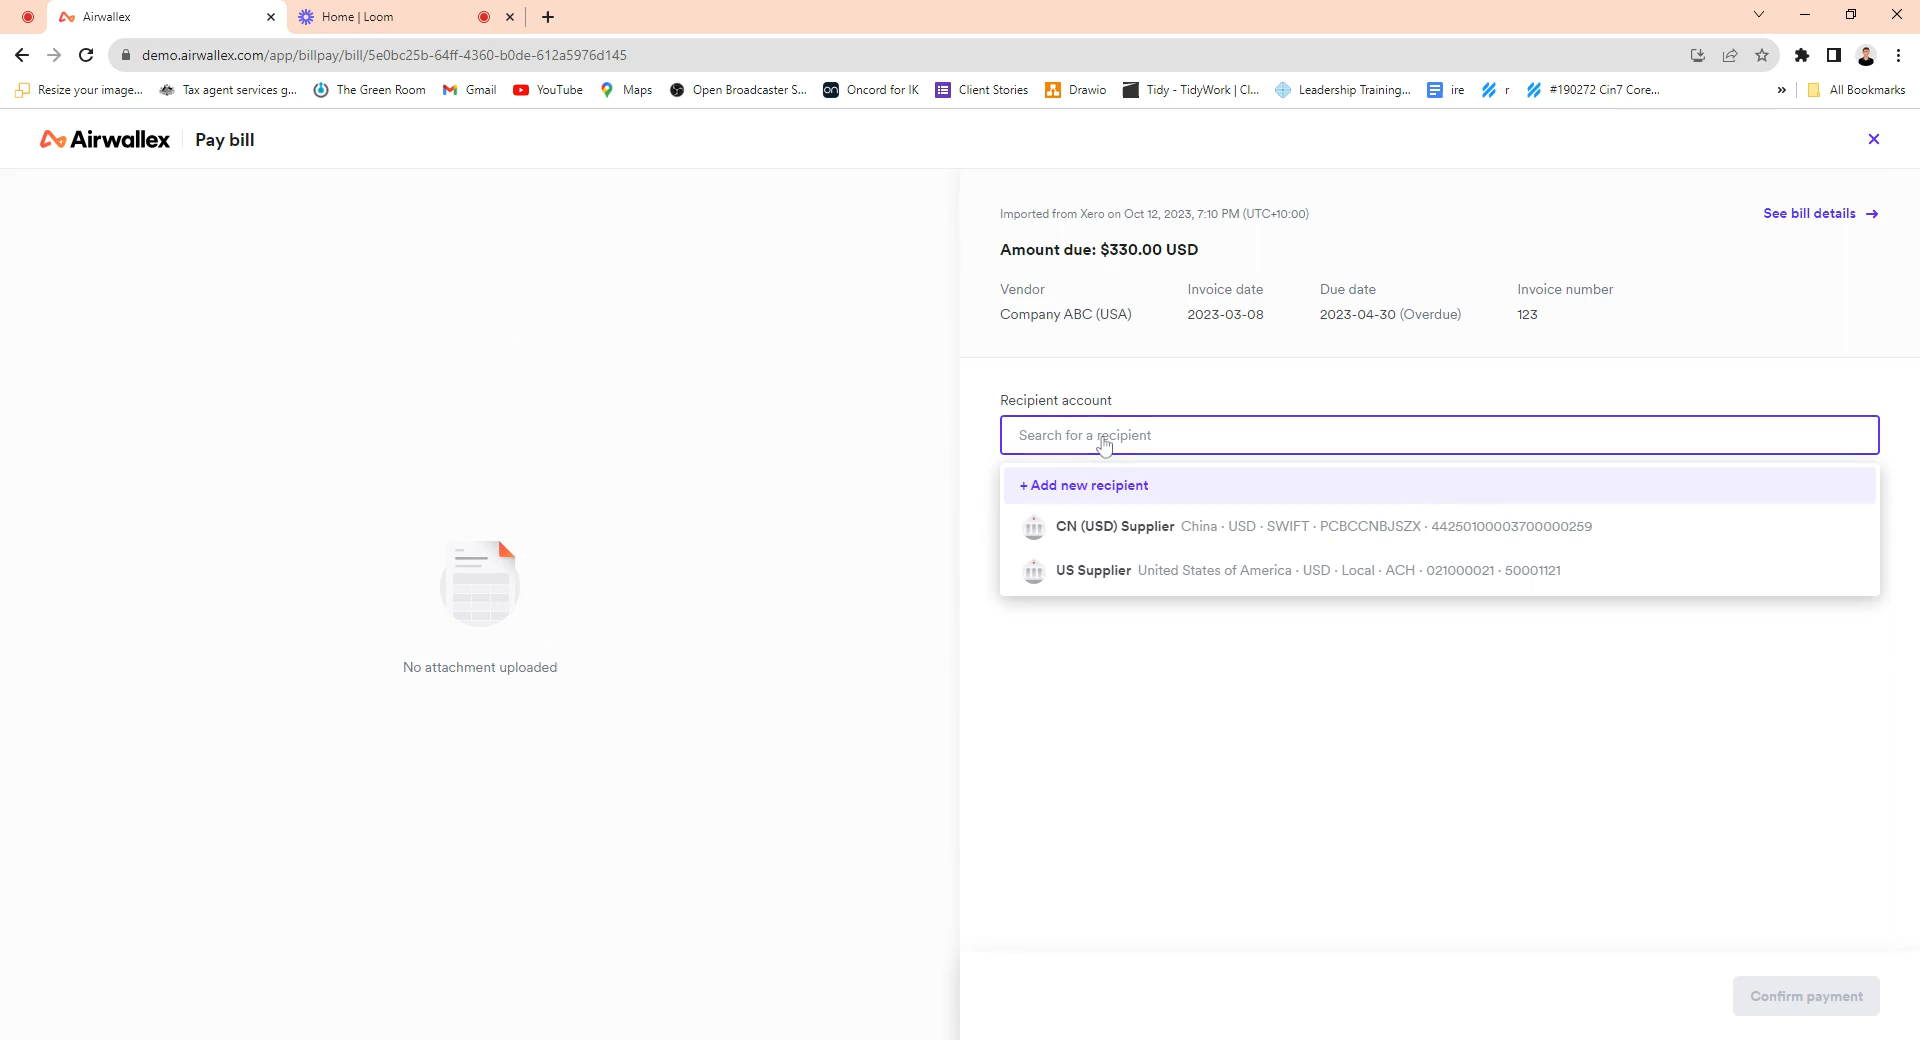 Airwallex
Home | Loom
demo.airwallex.com/app/billpay/bill/5e0bc25b-64ff-4360-b0de-612a5976d145
Resize your image...
Tax agent services g...
The Green Room
Gmail
YouTube
Maps
Open Broadcaster S...
on
Oncord for IK
Client Stories
Drawio
Tidy - TidyWork | Cl...
Leadership Training...
ire
r
#190272 Cin7 Core...
»
All Bookmarks
Airwallex
Pay bill
Imported from Xero on Oct 12, 2023, 7:10 PM (UTC+10:00)
See bill details →
Amount due: $330.00 USD
Vendor
Invoice date
Due date
Invoice number
Company ABC (USA)
2023-03-08
2023-04-30 (Overdue)
123
Recipient account
Search for a recipient
+ Add new recipient
CN (USD) Supplier China · USD · SWIFT · PCBCCNBJSZX · 44250100003700000259
US Supplier United States of America · USD · Local · ACH · 021000021 · 50001121
No attachment uploaded
Confirm payment